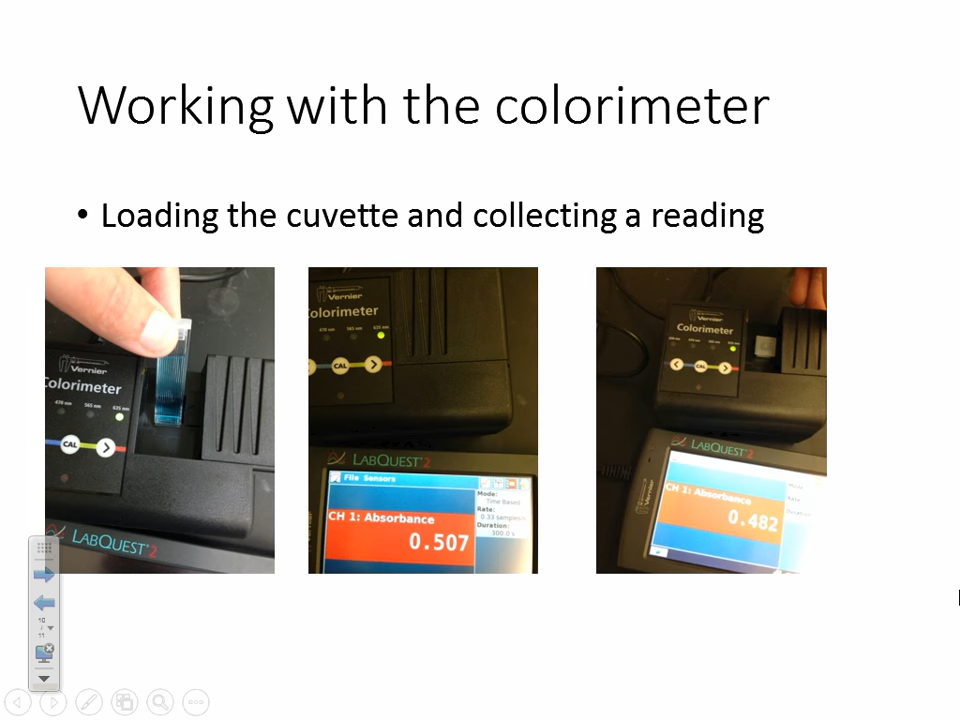 Working with the colorimeter
• Loading the cuvette and collecting a reading
Vernier
Colorimeter
470 nm 565 nm 635 nm
CAL >
LABQUEST 2
Vernier
Colorimeter
470 nm 565 nm 635 nm
CAL >
LABQUEST 2
File Sensors
Mode:
Time Based
Rate:
0.33 samples/s
Duration:
300.0 s
CH 1: Absorbance
0.507
Vernier
Colorimeter
< CAL >
LABQUEST 2
Vernier
Mode
Rate
Duration
CH 1: Absorbance
0.482
10
/
11